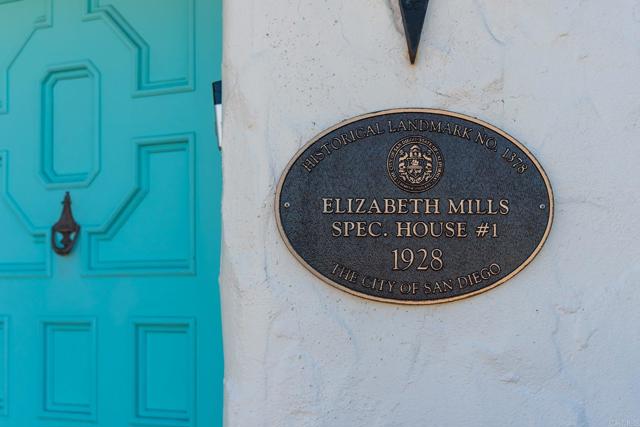 HISTORICAL LANDMARK NO. 1378
ELIZABETH MILLS
SPEC. HOUSE #1
1928
THE CITY OF SAN DIEGO